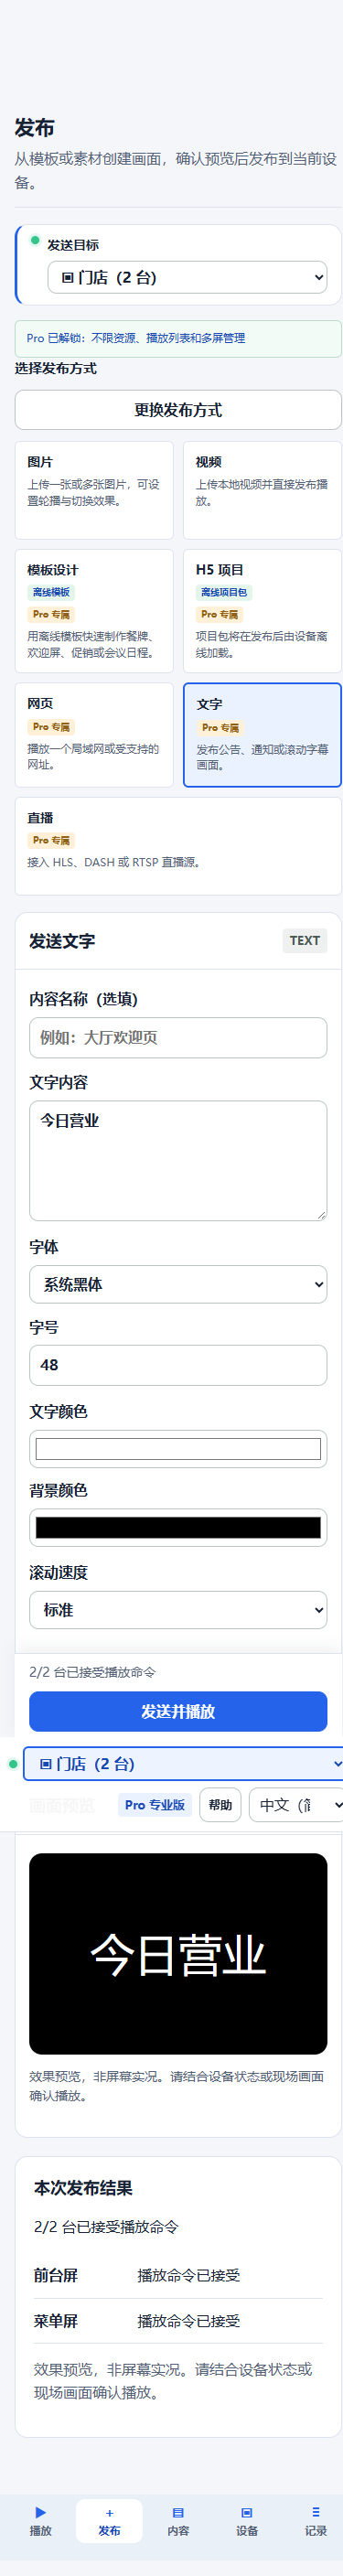 发布
从模板或素材创建画面，确认预览后发布到当前设
备。
发送目标
门店（2 台）
Pro 已解锁：不限资源、播放列表和多屏管理
选择发布方式
更换发布方式
图片
上传一张或多张图片，可设
置轮播与切换效果。
视频
上传本地视频并直接发布播
放。
模板设计
离线模板
Pro 专属
用离线模板快速制作餐牌、
欢迎屏、促销或会议日程。
H5 项目
离线项目包
Pro 专属
项目包将在发布后由设备离
线加载。
网页
Pro 专属
播放一个局域网或受支持的
网址。
文字
Pro 专属
发布公告、通知或滚动字幕
画面。
直播
Pro 专属
接入 HLS、DASH 或 RTSP 直播源。
发送文字
TEXT
内容名称（选填）
例如：大厅欢迎页
文字内容
今日营业
字体
系统黑体
字号
48
文字颜色
背景颜色
滚动速度
标准
2/2 台已接受播放命令
发送并播放
门店（2 台）
画面预览
Pro 专业版
帮助
中文（简
今日营业
效果预览，非屏幕实况。请结合设备状态或现场画面
确认播放。
本次发布结果
2/2 台已接受播放命令
前台屏 播放命令已接受
菜单屏 播放命令已接受
效果预览，非屏幕实况。请结合设备状态或
现场画面确认播放。
播放
发布
内容
设备
记录